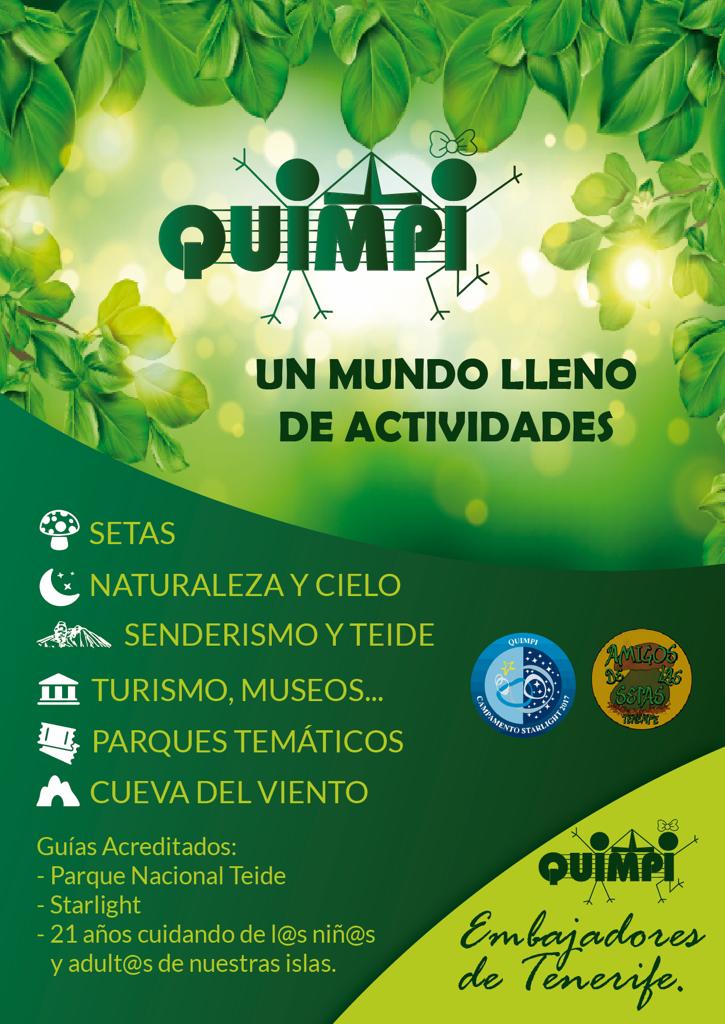 QUIMPI
UN MUNDO LLENO
DE ACTIVIDADES
SETAS
NATURALEZA Y CIELO
SENDERISMO Y TEIDE
TURISMO, MUSEOS...
PARQUES TEMÁTICOS
CUEVA DEL VIENTO
QUIMPI
CAMPAMENTO STARLIGHT 2017
AMIGOS
DE LAS
SETAS
TENERIFE
Guías Acreditados:
- Parque Nacional Teide
- Starlight
- 21 años cuidando de l@s niñ@s
y adult@s de nuestras islas.
QUIMPI
Embajadores
de Tenerife.